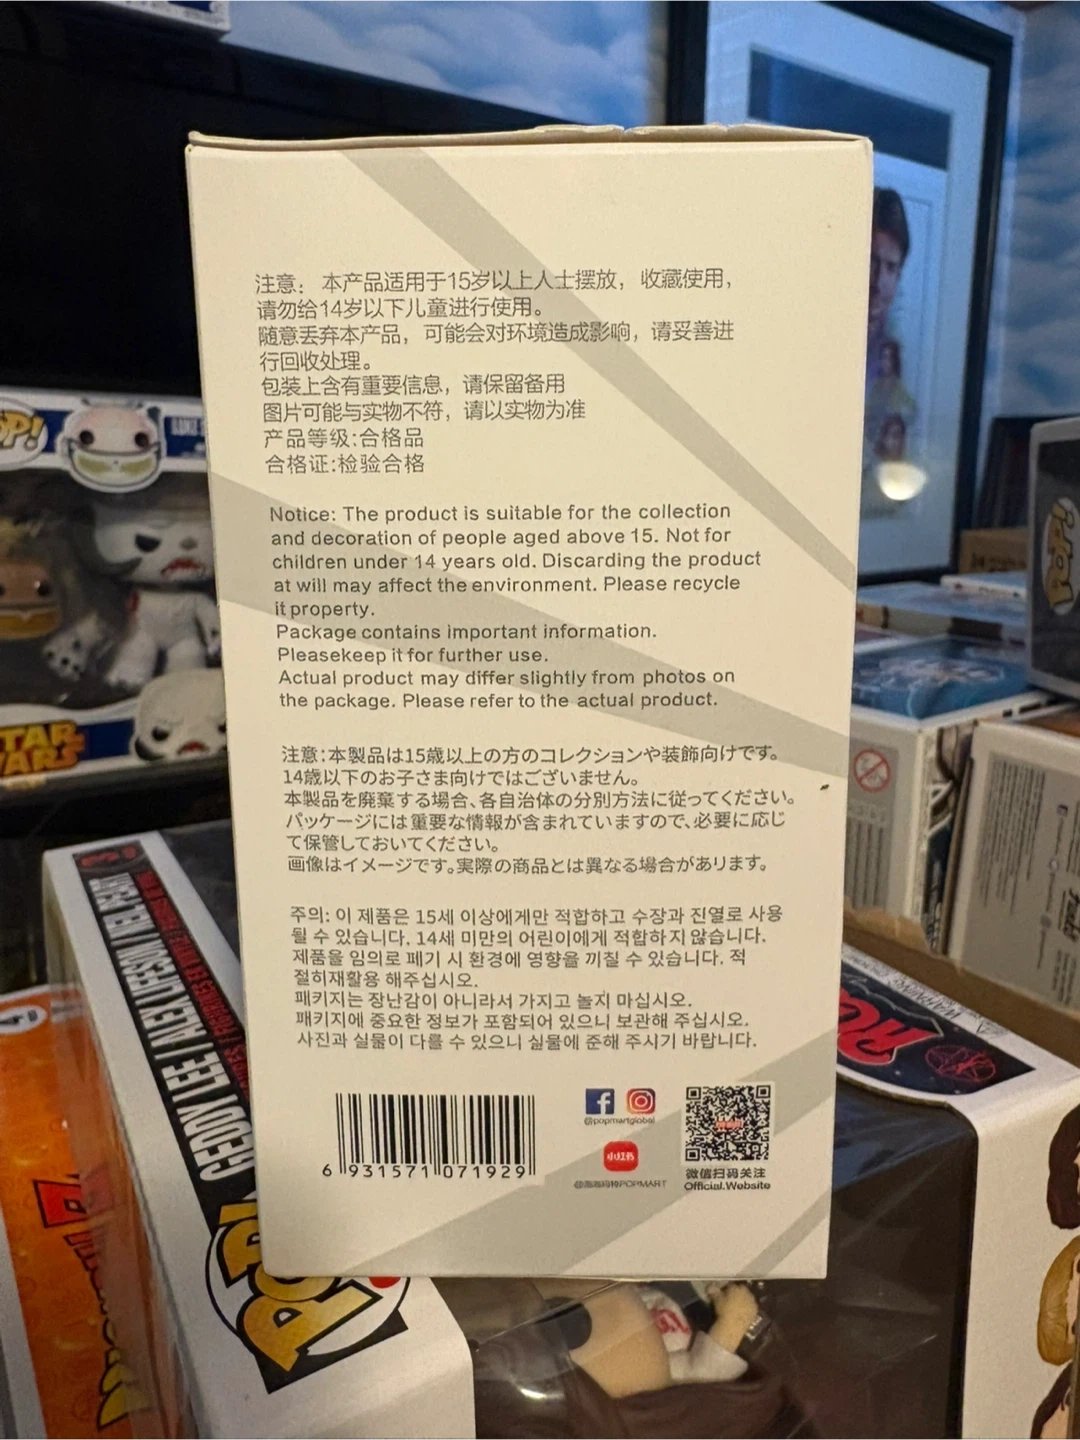 注意：本产品适用于15岁以上人士摆放，收藏使用，
请勿给14岁以下儿童进行使用。
随意丢弃本产品，可能会对环境造成影响，请妥善进
行回收处理。
包装上含有重要信息，请保留备用
图片可能与实物不符，请以实物为准
产品等级:合格品
合格证:检验合格
Notice: The product is suitable for the collection
and decoration of people aged above 15. Not for
children under 14 years old. Discarding the product
at will may affect the environment. Please recycle
it property.
Package contains important information.
Pleasekeep it for further use.
Actual product may differ slightly from photos on
the package. Please refer to the actual product.
注意:本製品は15歳以上の方のコレクションや装飾向けです。
14歳以下のお子さま向けではございません。
本製品を廃棄する場合、各自治体の分別方法に従ってください。
パッケージには重要な情報が含まれていますので、必要に応じ
て保管しておいてください。
画像はイメージです。実際の商品とは異なる場合があります。
주의: 이 제품은 15세 이상에게만 적합하고 수장과 진열로 사용
될 수 있습니다. 14세 미만의 어린이에게 적합하지 않습니다.
제품을 임의로 폐기 시 환경에 영향을 끼칠 수 있습니다. 적
절히재활용 해주십시오.
패키지는 장난감이 아니라서 가지고 놀지 마십시오.
패키지에 중요한 정보가 포함되어 있으니 보관해 주십시오.
사진과 실물이 다를 수 있으니 실물에 준해 주시기 바랍니다.
6 931571 071929
@popmartglobal
小红书
@泡泡玛特POPMART
微信扫码关注
Official.Website
POP!
STAR
WARS
GEDDY LEE | ALEX LIFESON | NEIL PEART
POP!
POP!